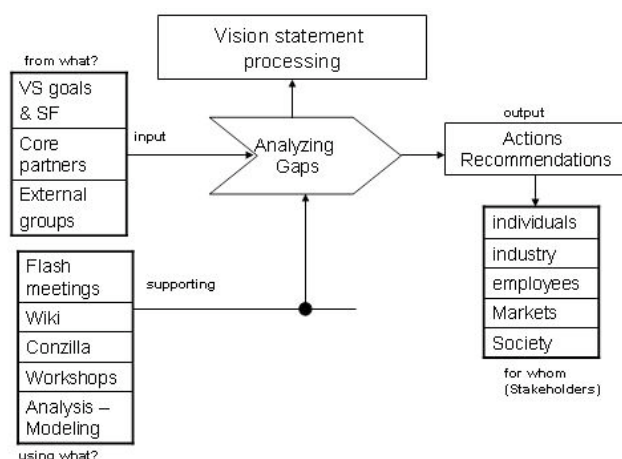 Vision statement
processing
from what?
VS goals
& SF
Core
partners
External
groups
input
Analyzing
Gaps
output
Actions
Recommendations
individuals
industry
employees
Markets
Society
for whom
(Stakeholders)
Flash
meetings
Wiki
Conzilla
Workshops
Analysis –
Modeling
supporting
using what?